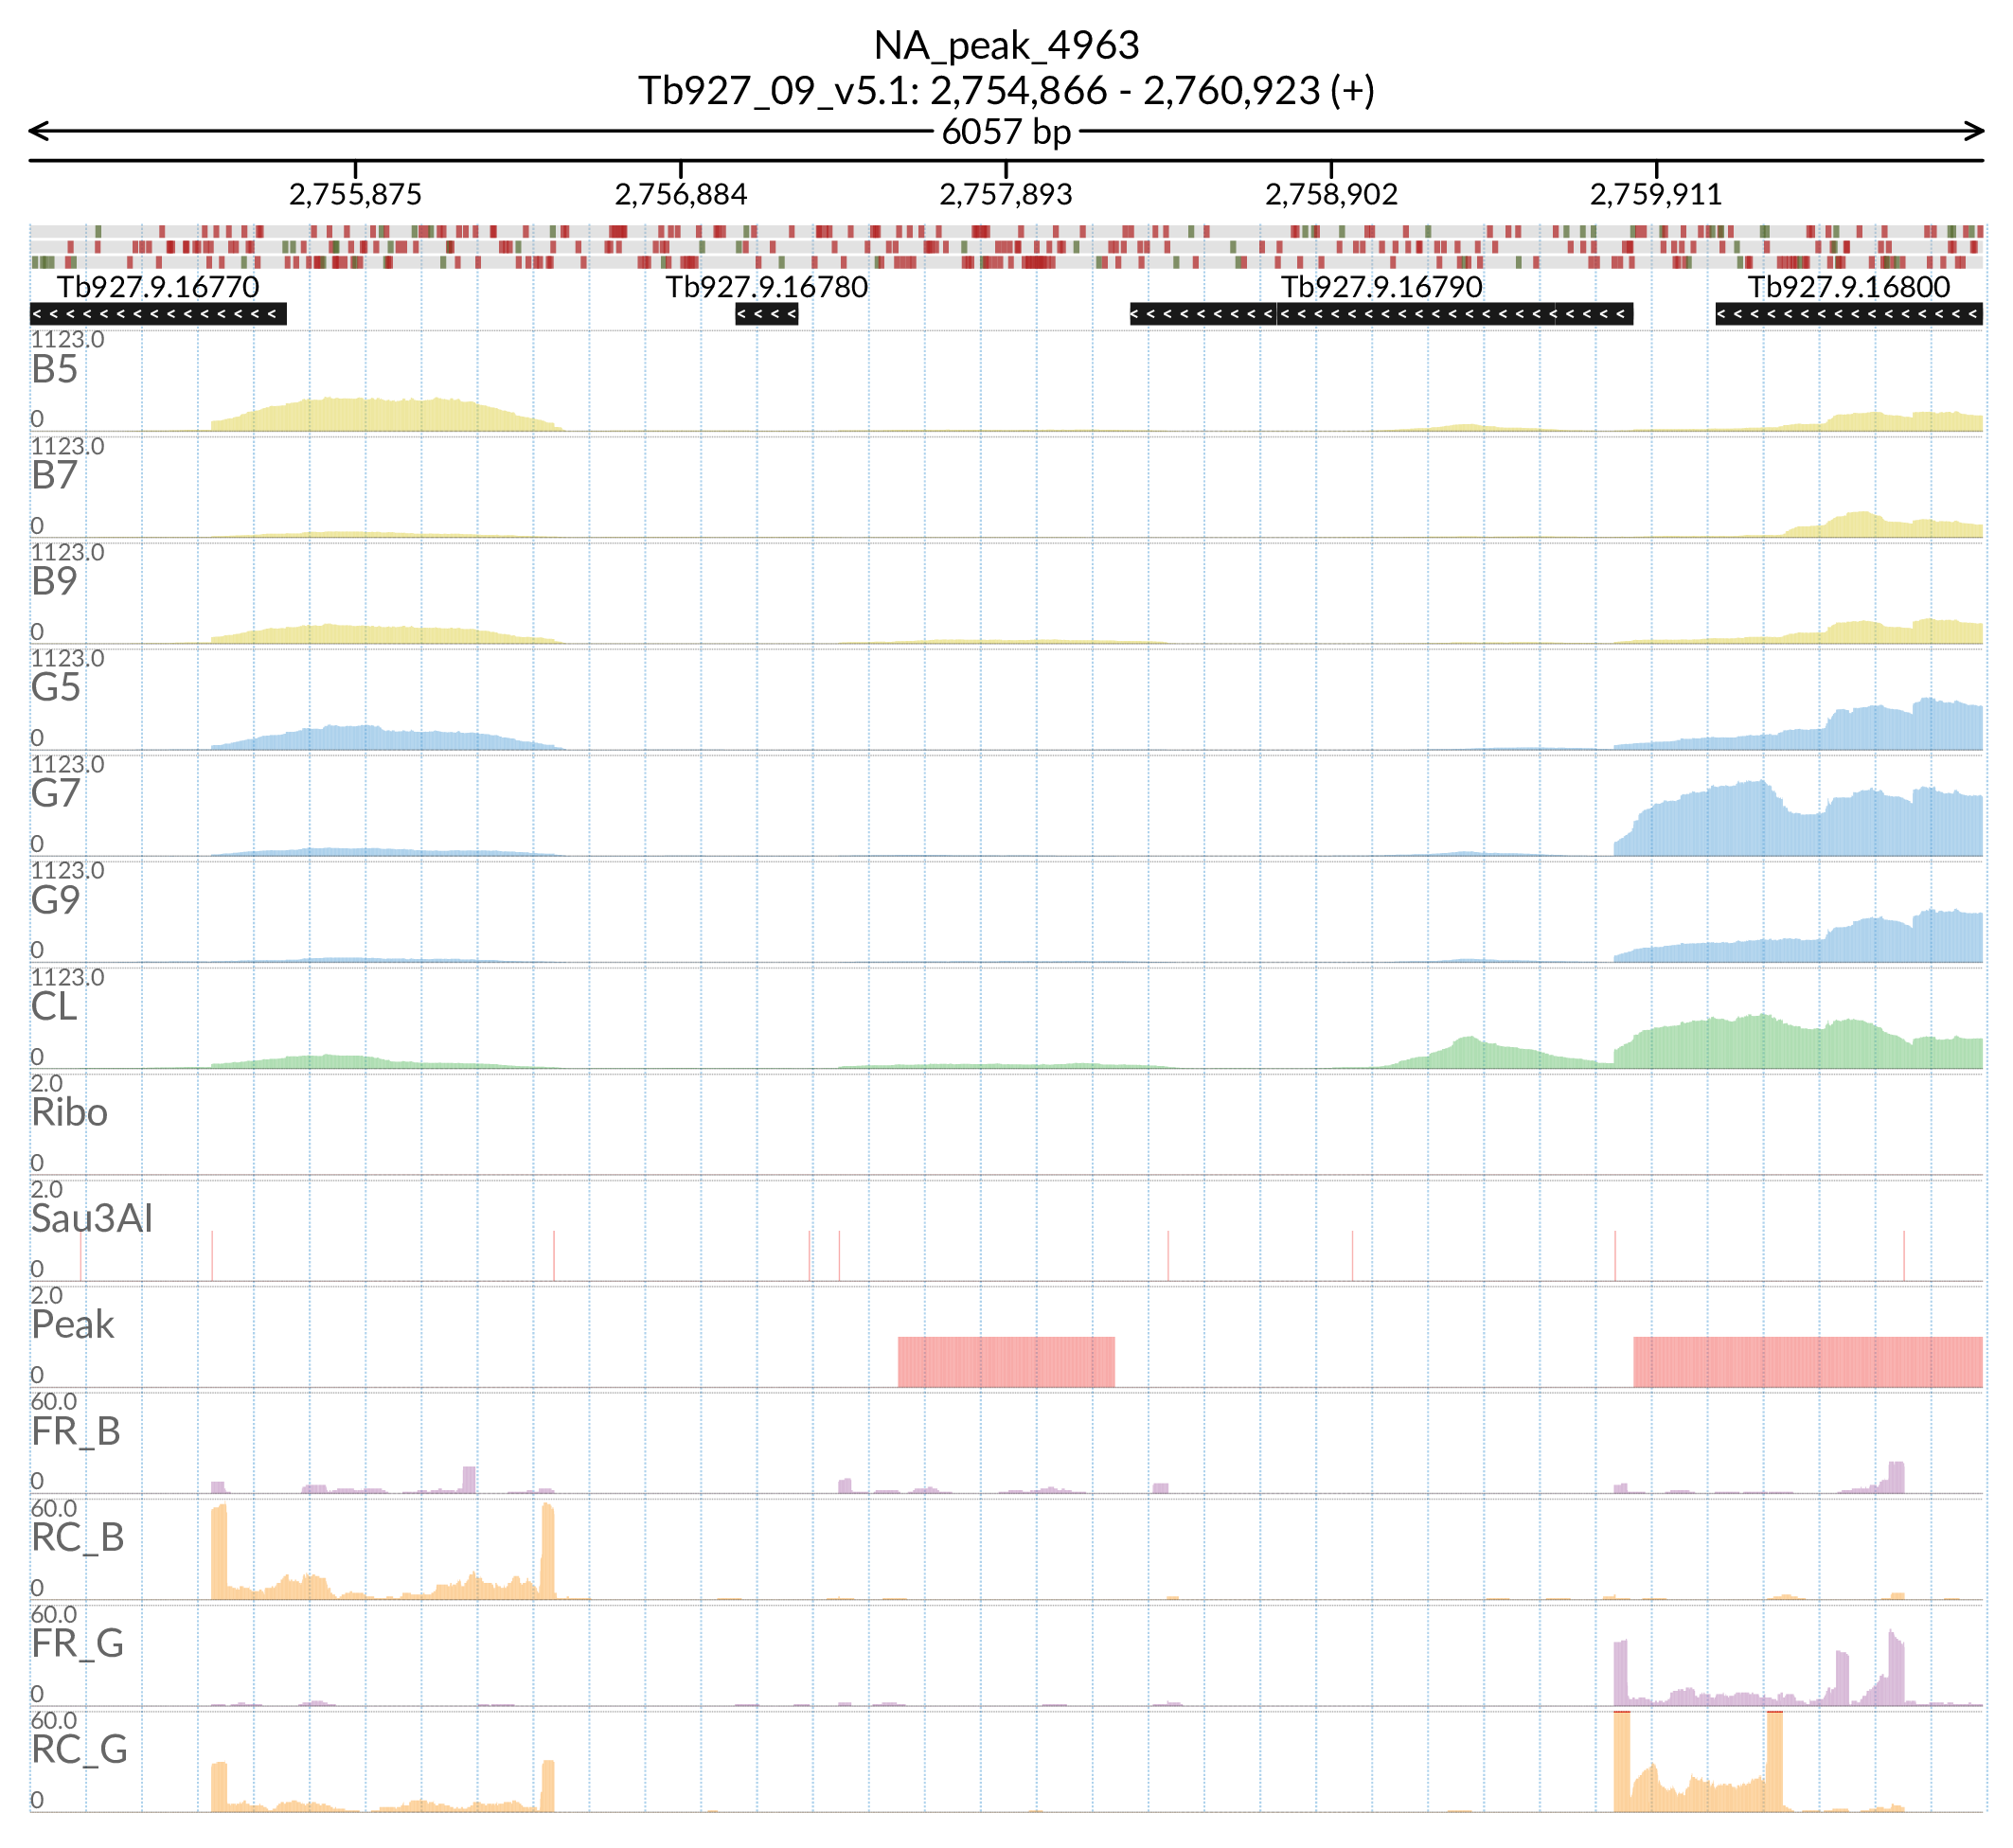 NA_peak_4963
Tb927_09_v5.1: 2,754,866 - 2,760,923 (+)
6057 bp
2,755,875 2,756,884 2,757,893 2,758,902 2,759,911
Tb927.9.16770 Tb927.9.16780 Tb927.9.16790 Tb927.9.16800
1123.0
B5
0
1123.0
B7
0
1123.0
B9
0
1123.0
G5
0
1123.0
G7
0
1123.0
G9
0
1123.0
CL
0
2.0
Ribo
0
2.0
Sau3AI
0
2.0
Peak
0
60.0
FR_B
0
60.0
RC_B
0
60.0
FR_G
0
60.0
RC_G
0